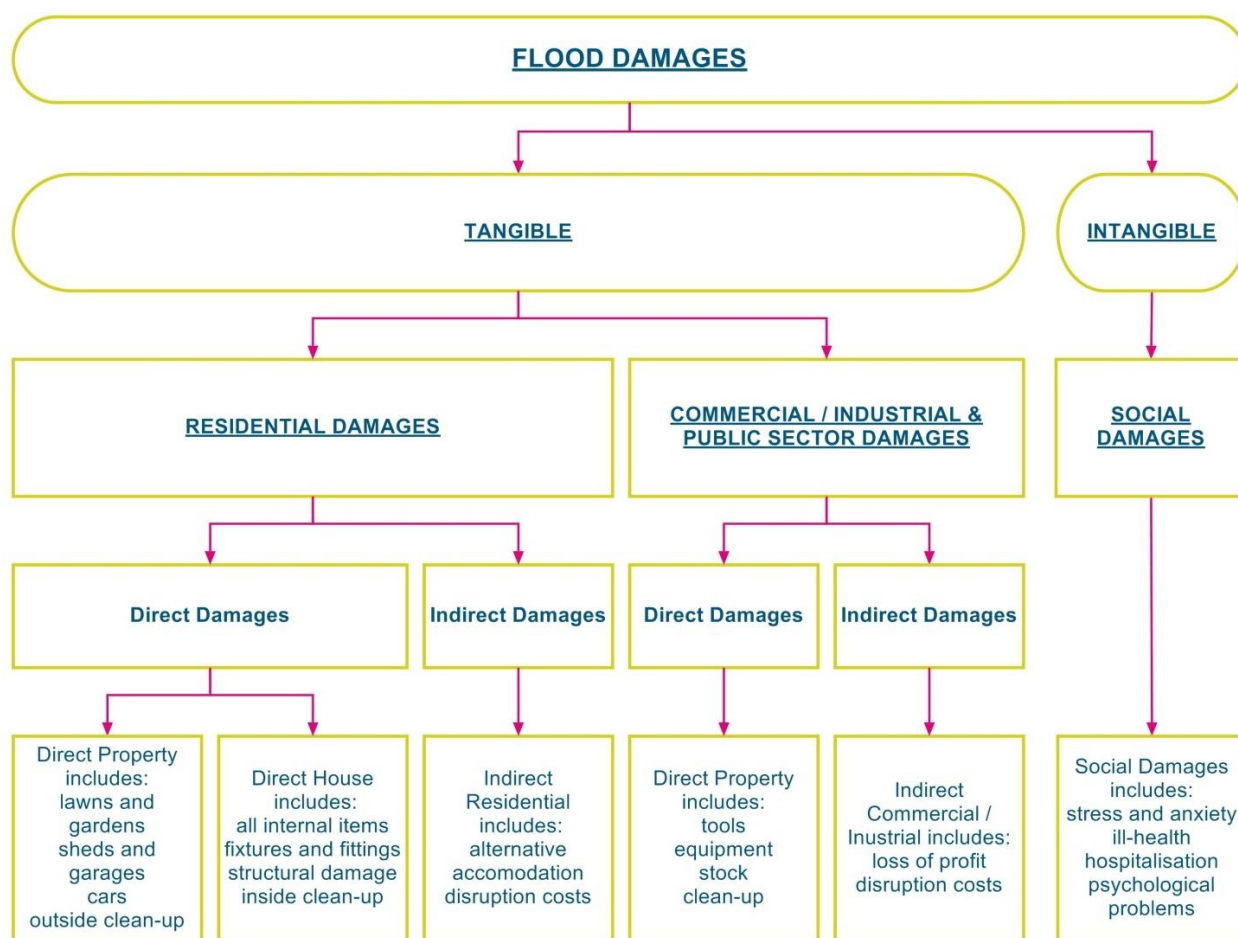 FLOOD DAMAGES
TANGIBLE
INTANGIBLE
RESIDENTIAL DAMAGES
COMMERCIAL / INDUSTRIAL &
PUBLIC SECTOR DAMAGES
SOCIAL
DAMAGES
Direct Damages
Indirect Damages
Direct Damages
Indirect Damages
Direct Property
includes:
lawns and
gardens
sheds and
garages
cars
outside clean-up
Direct House
includes:
all internal items
fixtures and fittings
structural damage
inside clean-up
Indirect
Residential
includes:
alternative
accomodation
disruption costs
Direct Property
includes:
tools
equipment
stock
clean-up
Indirect
Commercial /
Inustrial includes:
loss of profit
disruption costs
Social Damages
includes:
stress and anxiety
ill-health
hospitalisation
psychological
problems